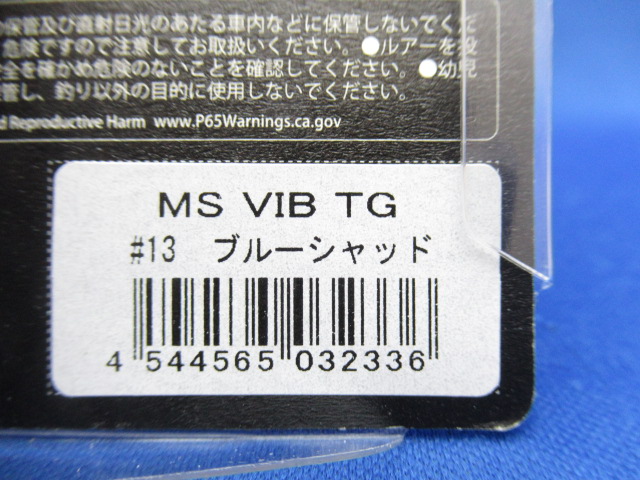 保管及び直射日光のあたる車内などに保管しないでくだ
危険ですので注意してお取扱いください。●ルアーを投
全を確かめ危険のないことを確認してください。●幼児
管し、釣り以外の目的に使用しないでください。
d Reproductive Harm www.P65Warnings.ca.gov
MS VIB TG
#13 ブルーシャッド
4 544565 032336